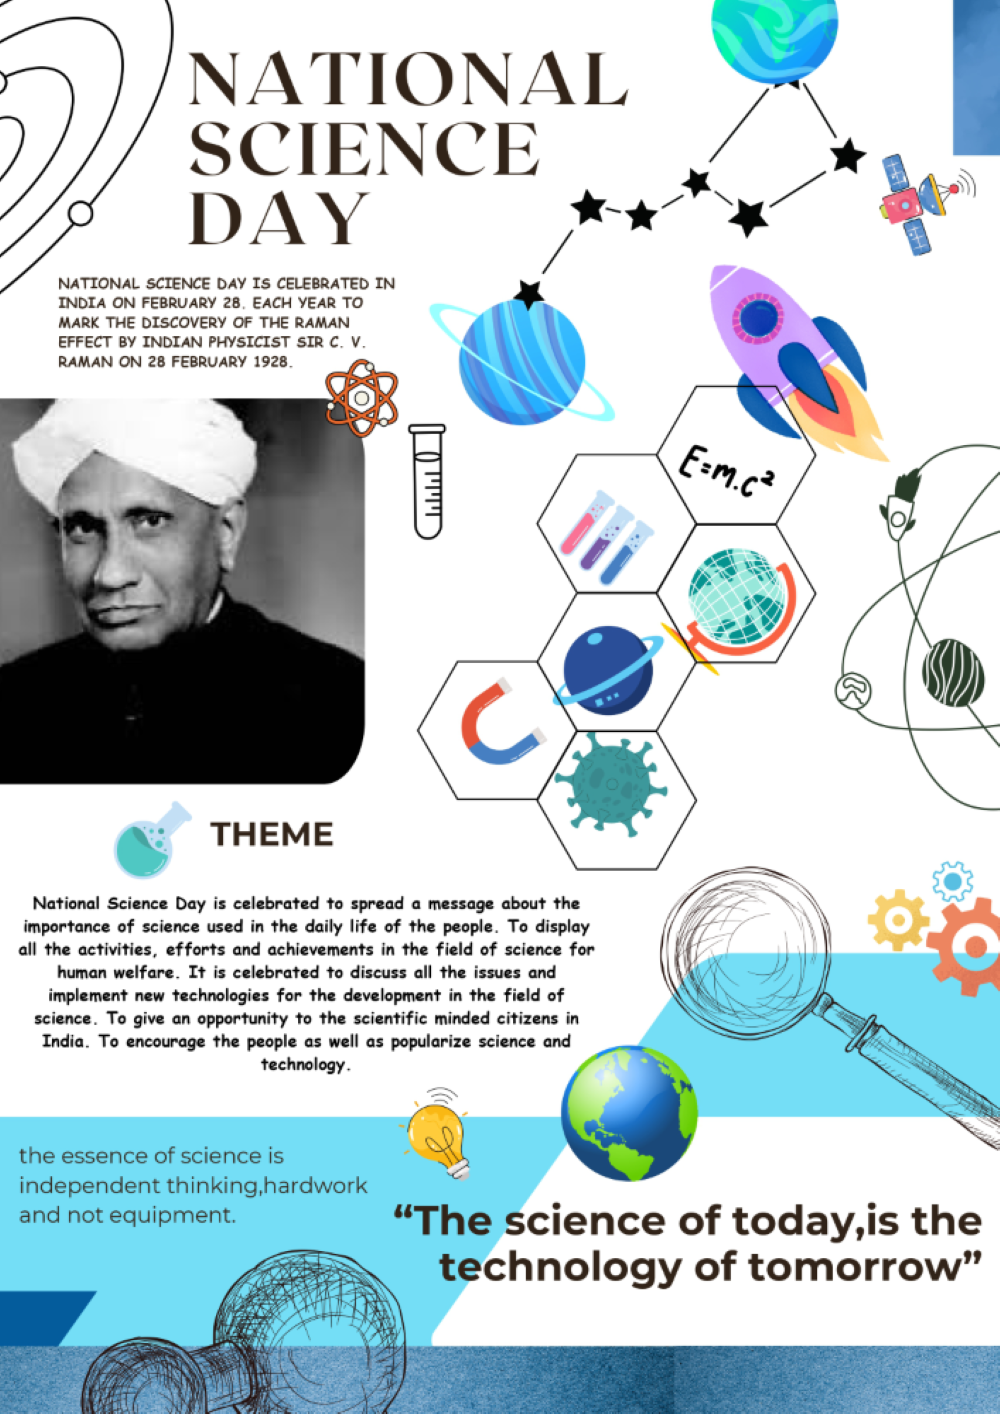 NATIONAL
SCIENCE
DAY
NATIONAL SCIENCE DAY IS CELEBRATED IN
INDIA ON FEBRUARY 28. EACH YEAR TO
MARK THE DISCOVERY OF THE RAMAN
EFFECT BY INDIAN PHYSICIST SIR C. V.
RAMAN ON 28 FEBRUARY 1928.
E=m.c²
THEME
National Science Day is celebrated to spread a message about the
importance of science used in the daily life of the people. To display
all the activities, efforts and achievements in the field of science for
human welfare. It is celebrated to discuss all the issues and
implement new technologies for the development in the field of
science. To give an opportunity to the scientific minded citizens in
India. To encourage the people as well as popularize science and
technology.
the essence of science is
independent thinking,hardwork
and not equipment.
“The science of today,is the
technology of tomorrow”